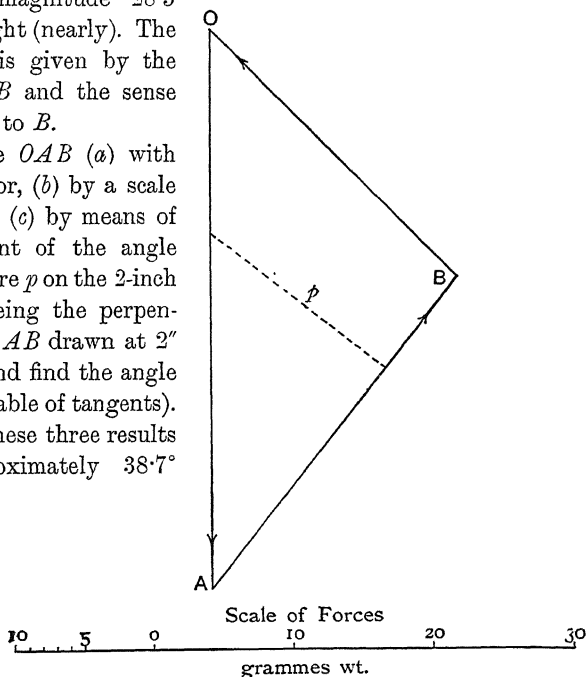 magnitude 28·5
ght (nearly). The
is given by the
B and the sense
to B.
e OAB (a) with
or, (b) by a scale
(c) by means of
nt of the angle
re p on the 2-inch
eing the perpen-
AB drawn at 2″
nd find the angle
able of tangents).
hese three results
oximately 38·7°
O
B
p
A
Scale of Forces
10 5 0 10 20 30
grammes wt.